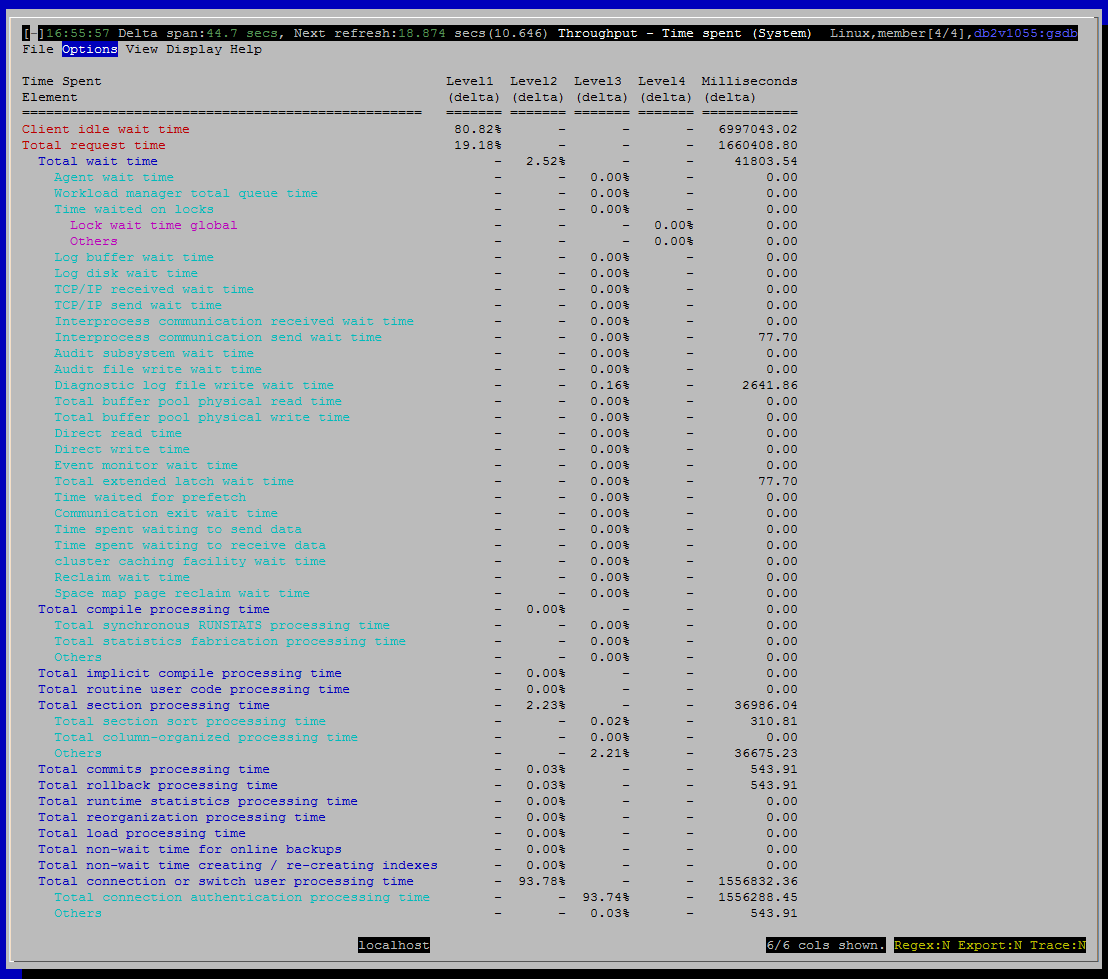 [-]16:55:57 Delta span:44.7 secs, Next refresh:18.874 secs(10.646) Throughput - Time spent (System) Linux,member[4/4],db2v1055:gsdb
File Options View Display Help
Time Spent Level1 Level2 Level3 Level4 Milliseconds
Element (delta) (delta) (delta) (delta) (delta)
================================================== ======= ======= ======= ======= ============
Client idle wait time 80.82% - - - 6997043.02
Total request time 19.18% - - - 1660408.80
Total wait time - 2.52% - - 41803.54
Agent wait time - - 0.00% - 0.00
Workload manager total queue time - - 0.00% - 0.00
Time waited on locks - - 0.00% - 0.00
Lock wait time global - - - 0.00% 0.00
Others - - - 0.00% 0.00
Log buffer wait time - - 0.00% - 0.00
Log disk wait time - - 0.00% - 0.00
TCP/IP received wait time - - 0.00% - 0.00
TCP/IP send wait time - - 0.00% - 0.00
Interprocess communication received wait time - - 0.00% - 0.00
Interprocess communication send wait time - - 0.00% - 77.70
Audit subsystem wait time - - 0.00% - 0.00
Audit file write wait time - - 0.00% - 0.00
Diagnostic log file write wait time - - 0.16% - 2641.86
Total buffer pool physical read time - - 0.00% - 0.00
Total buffer pool physical write time - - 0.00% - 0.00
Direct read time - - 0.00% - 0.00
Direct write time - - 0.00% - 0.00
Event monitor wait time - - 0.00% - 0.00
Total extended latch wait time - - 0.00% - 77.70
Time waited for prefetch - - 0.00% - 0.00
Communication exit wait time - - 0.00% - 0.00
Time spent waiting to send data - - 0.00% - 0.00
Time spent waiting to receive data - - 0.00% - 0.00
cluster caching facility wait time - - 0.00% - 0.00
Reclaim wait time - - 0.00% - 0.00
Space map page reclaim wait time - - 0.00% - 0.00
Total compile processing time - 0.00% - - 0.00
Total synchronous RUNSTATS processing time - - 0.00% - 0.00
Total statistics fabrication processing time - - 0.00% - 0.00
Others - - 0.00% - 0.00
Total implicit compile processing time - 0.00% - - 0.00
Total routine user code processing time - 0.00% - - 0.00
Total section processing time - 2.23% - - 36986.04
Total section sort processing time - - 0.02% - 310.81
Total column-organized processing time - - 0.00% - 0.00
Others - - 2.21% - 36675.23
Total commits processing time - 0.03% - - 543.91
Total rollback processing time - 0.03% - - 543.91
Total runtime statistics processing time - 0.00% - - 0.00
Total reorganization processing time - 0.00% - - 0.00
Total load processing time - 0.00% - - 0.00
Total non-wait time for online backups - 0.00% - - 0.00
Total non-wait time creating / re-creating indexes - 0.00% - - 0.00
Total connection or switch user processing time - 93.78% - - 1556832.36
Total connection authentication processing time - - 93.74% - 1556288.45
Others - - 0.03% - 543.91
localhost 6/6 cols shown. Regex:N Export:N Trace:N